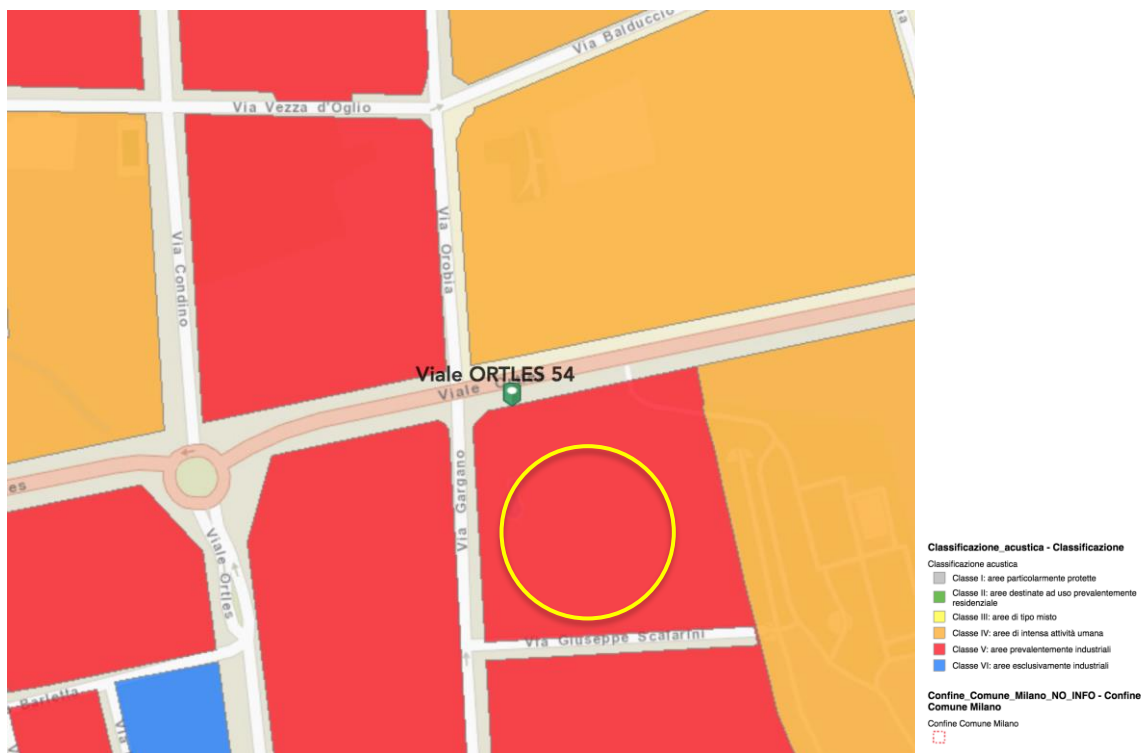 Via Balduccio
Via Vezza d'Oglio
Via Condino
Via Orobia
Viale ORTLES 54
Viale
es
Via Gargano
Viale Ortles
Via Giuseppe Scalarini
Barletta
Via
Classificazione_acustica - Classificazione
Classificazione acustica
Classe I: aree particolarmente protette
Classe II: aree destinate ad uso prevalentemente
residenziale
Classe III: aree di tipo misto
Classe IV: aree di intensa attività umana
Classe V: aree prevalentemente industriali
Classe VI: aree esclusivamente industriali
Confine_Comune_Milano_NO_INFO - Confine
Comune Milano
Confine Comune Milano